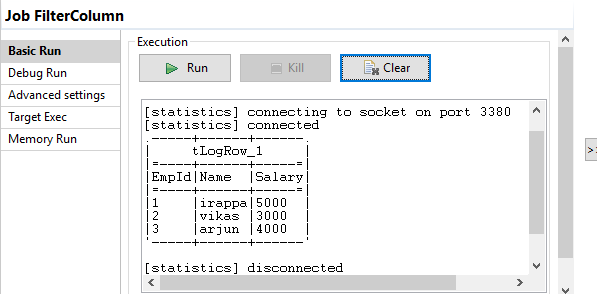 Job FilterColumn
Basic Run
Debug Run
Advanced settings
Target Exec
Memory Run
Execution
Run
Kill
Clear
[statistics] connecting to socket on port 3380
[statistics] connected
.------+------+------.
|      tLogRow_1     |
|=-----+------+-----=|
|EmpId|Name  |Salary|
|=-----+------+-----=|
|1    |irappa|5000  |
|2    |vikas |3000  |
|3    |arjun |4000  |
'------+------+------'
[statistics] disconnected